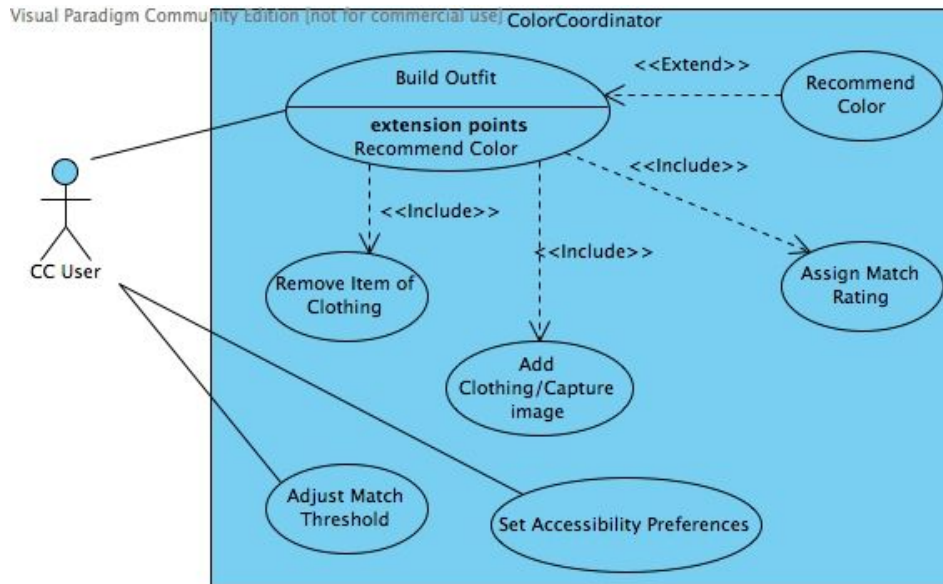 Visual Paradigm Community Edition [not for commercial use]
ColorCoordinator
Build Outfit
extension points
Recommend Color
<<Extend>>
Recommend
Color
<<Include>>
<<Include>>
<<Include>>
CC User
Remove Item of
Clothing
Assign Match
Rating
Add
Clothing/Capture
image
Adjust Match
Threshold
Set Accessibility Preferences